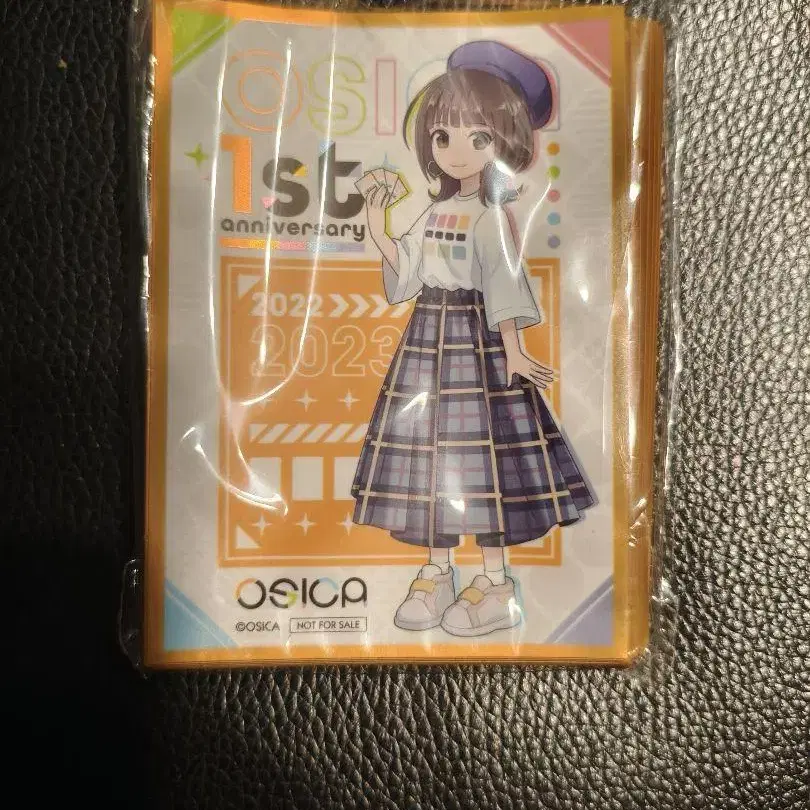 OSICA
1st
anniversary
2022
2023
OSICA
©OSICA
NOT FOR SALE